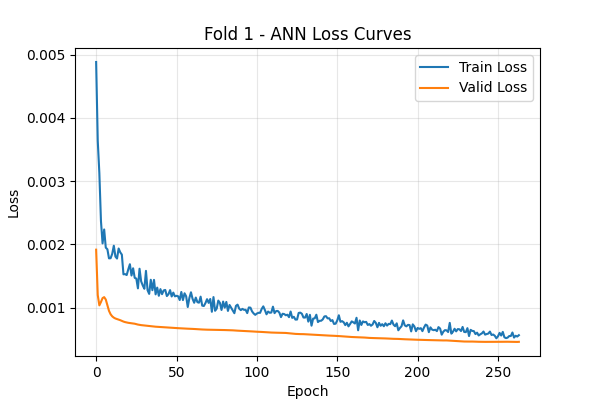 Fold 1 - ANN Loss Curves
Train Loss
Valid Loss
Loss
0.005
0.004
0.003
0.002
0.001
0 50 100 150 200 250
Epoch